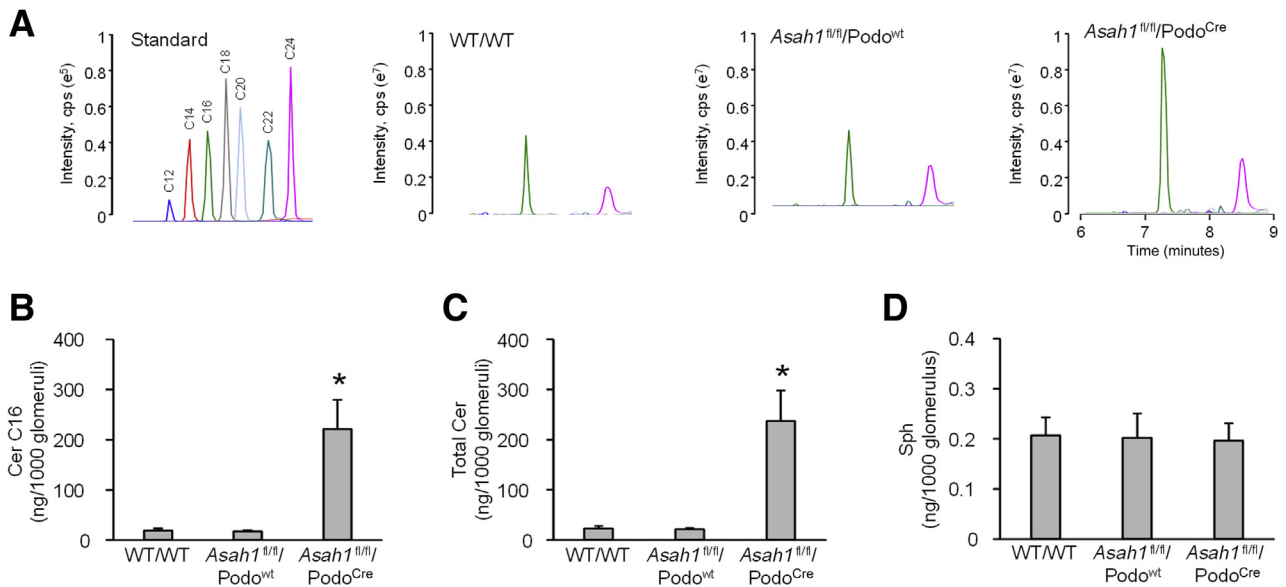 A
Standard
Intensity, cps (e⁵)
1
0.8
0.6
0.4
0.2
0
C12
C14
C16
C18
C20
C22
C24
WT/WT
Intensity, cps (e⁷)
1
0.8
0.6
0.4
0.2
0
Asah1fl/fl/Podowt
Intensity, cps (e⁷)
1
0.8
0.6
0.4
0.2
0
Asah1fl/fl/PodoCre
Intensity, cps (e⁷)
1
0.8
0.6
0.4
0.2
0
6 7 8 9
Time (minutes)
B
Cer C16
(ng/1000 glomeruli)
400
300
200
100
0
*
WT/WT Asah1fl/fl/ Asah1fl/fl/
Podowt PodoCre
C
Total Cer
(ng/1000 glomeruli)
400
300
200
100
0
*
WT/WT Asah1fl/fl/ Asah1fl/fl/
Podowt PodoCre
D
Sph
(ng/1000 glomerulus)
0.4
0.3
0.2
0.1
0
WT/WT Asah1fl/fl/ Asah1fl/fl/
Podowt PodoCre